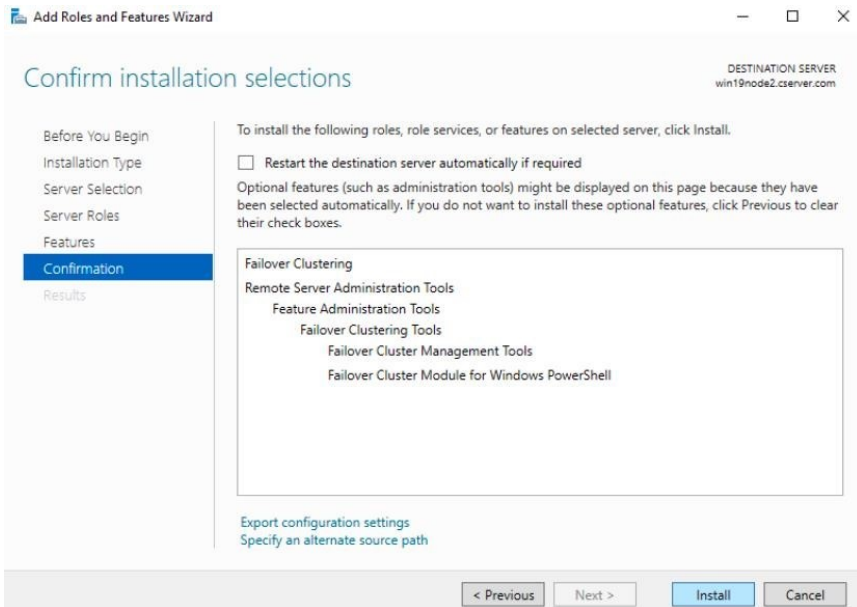 Add Roles and Features Wizard
Confirm installation selections
DESTINATION SERVER
win19node2.cserver.com
Before You Begin
Installation Type
Server Selection
Server Roles
Features
Confirmation
Results
To install the following roles, role services, or features on selected server, click Install.
Restart the destination server automatically if required
Optional features (such as administration tools) might be displayed on this page because they have
been selected automatically. If you do not want to install these optional features, click Previous to clear
their check boxes.
Failover Clustering
Remote Server Administration Tools
Feature Administration Tools
Failover Clustering Tools
Failover Cluster Management Tools
Failover Cluster Module for Windows PowerShell
Export configuration settings
Specify an alternate source path
< Previous
Next >
Install
Cancel